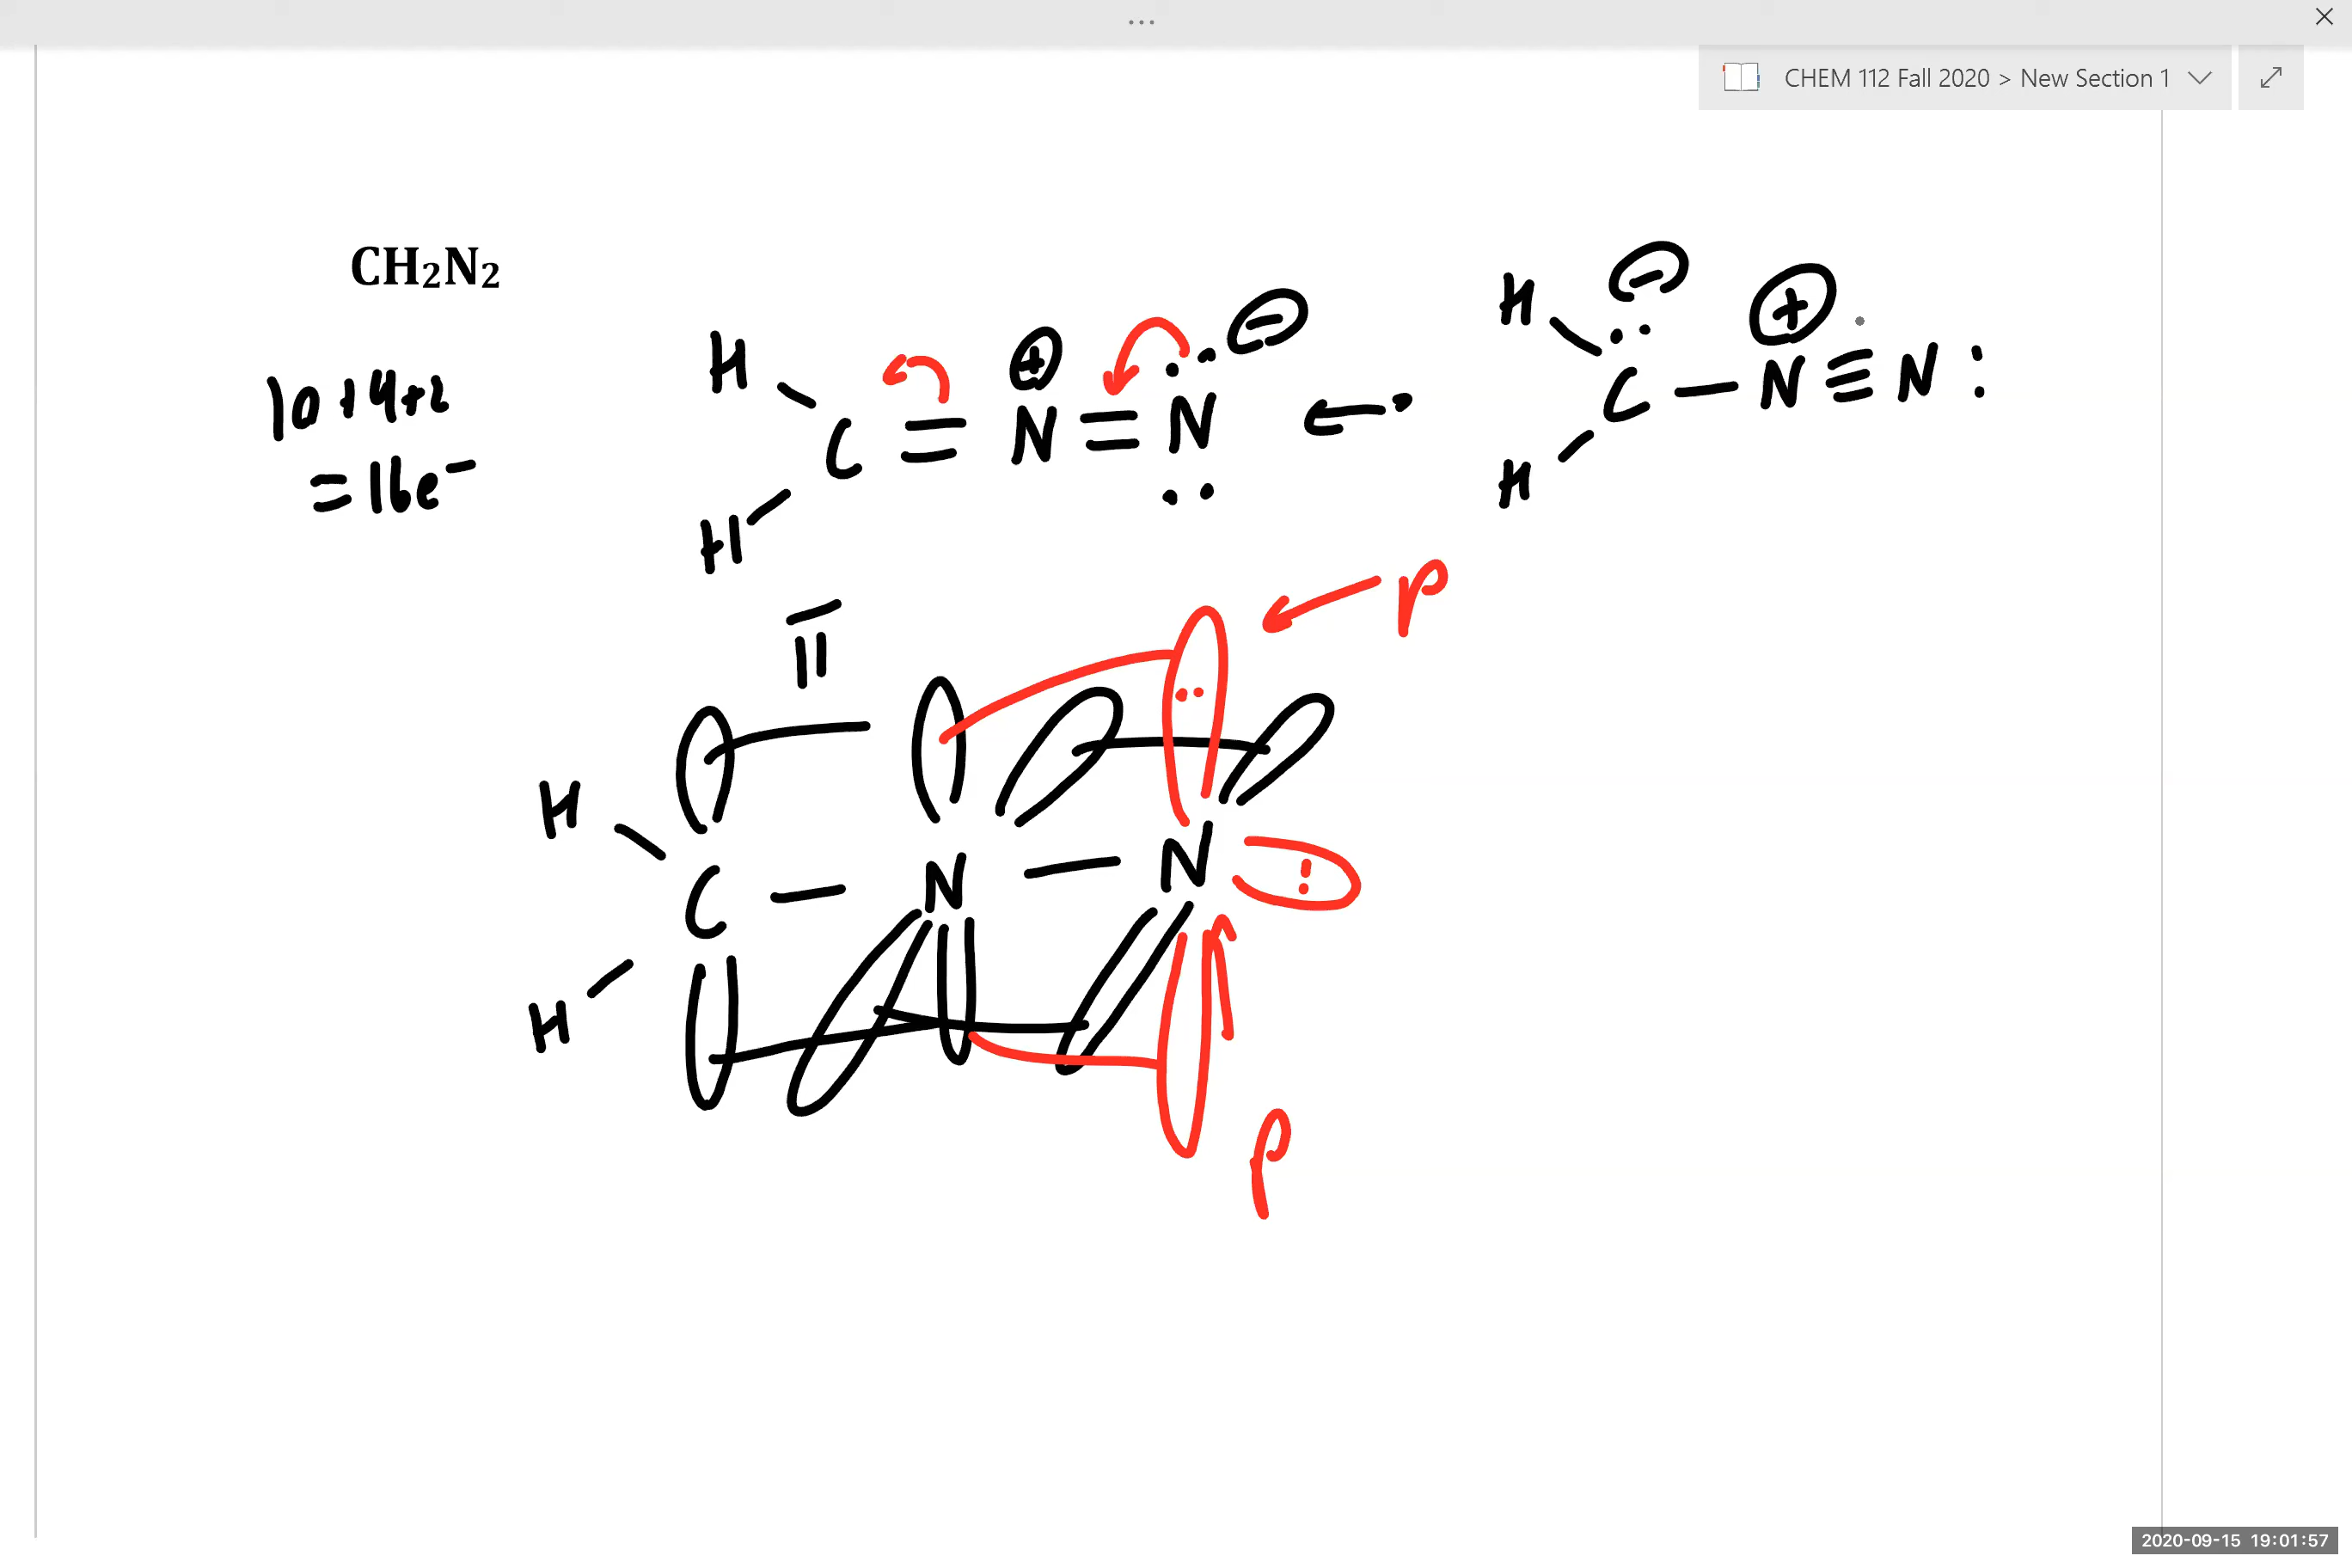 CHEM 112 Fall 2020 > New Section 1
CH₂N₂
10+4+2
= 16e⁻
H
C = N = N
H
⊕
⊖
H
C - N ≡ N :
H
⊖
⊕
p
H
C - N - N
H
p
2020-09-15 19:01:57